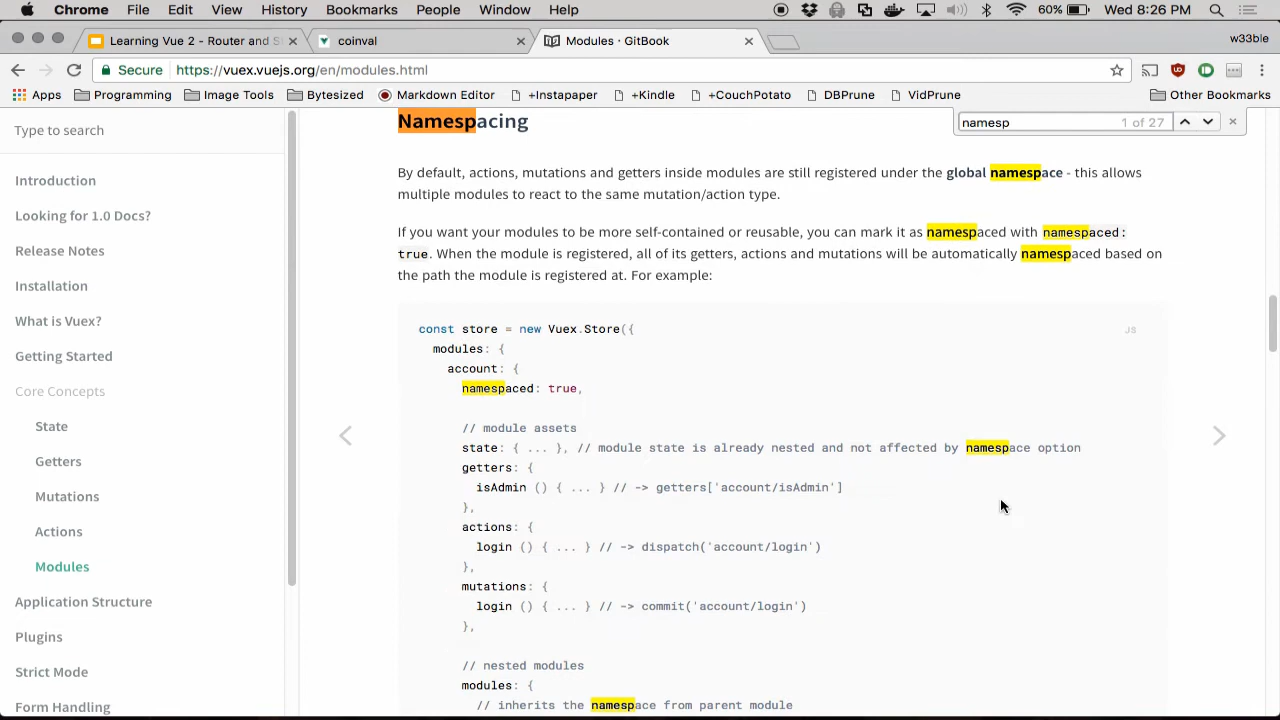 Chrome File Edit View History Bookmarks People Window Help 60% Wed 8:26 PM
Learning Vue 2 - Router and S
coinval
Modules · GitBook
w33ble
Secure https://vuex.vuejs.org/en/modules.html
Apps Programming Image Tools Bytesized Markdown Editor +Instapaper +Kindle +CouchPotato DBPrune VidPrune Other Bookmarks
namesp 1 of 27
Type to search
Introduction
Looking for 1.0 Docs?
Release Notes
Installation
What is Vuex?
Getting Started
Core Concepts
State
Getters
Mutations
Actions
Modules
Application Structure
Plugins
Strict Mode
Form Handling
Namespacing
By default, actions, mutations and getters inside modules are still registered under the global namespace - this allows
multiple modules to react to the same mutation/action type.
If you want your modules to be more self-contained or reusable, you can mark it as namespaced with namespaced:
true. When the module is registered, all of its getters, actions and mutations will be automatically namespaced based on
the path the module is registered at. For example:
JS
const store = new Vuex.Store({
modules: {
account: {
namespaced: true,
// module assets
state: { ... }, // module state is already nested and not affected by namespace option
getters: {
isAdmin () { ... } // -> getters['account/isAdmin']
},
actions: {
login () { ... } // -> dispatch('account/login')
},
mutations: {
login () { ... } // -> commit('account/login')
},
// nested modules
modules: {
// inherits the namespace from parent module